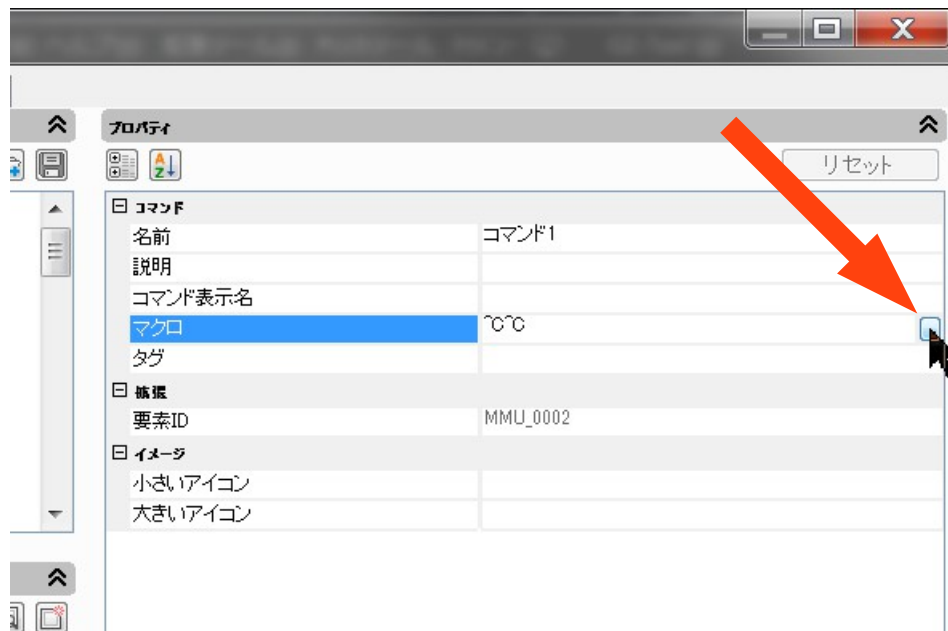 プロパティ
リセット
コマンド
名前 コマンド1
説明
コマンド表示名
マクロ ^C^C
タグ
拡張
要素ID MMU_0002
イメージ
小さいアイコン
大きいアイコン